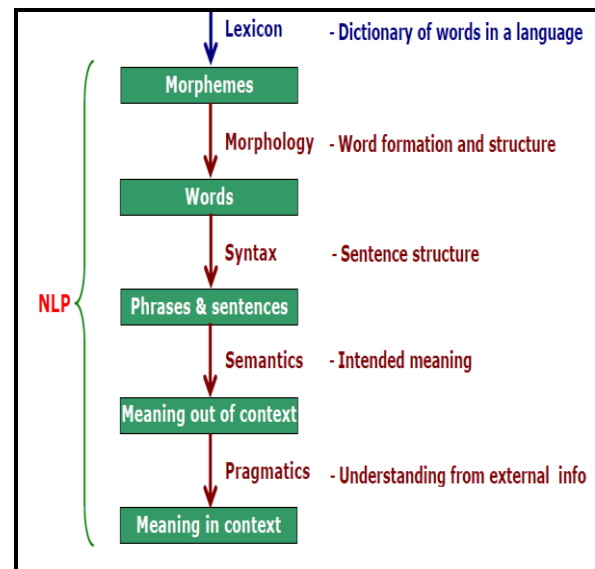 Lexicon - Dictionary of words in a language
Morphemes
Morphology - Word formation and structure
Words
Syntax - Sentence structure
NLP
Phrases & sentences
Semantics - Intended meaning
Meaning out of context
Pragmatics - Understanding from external info
Meaning in context